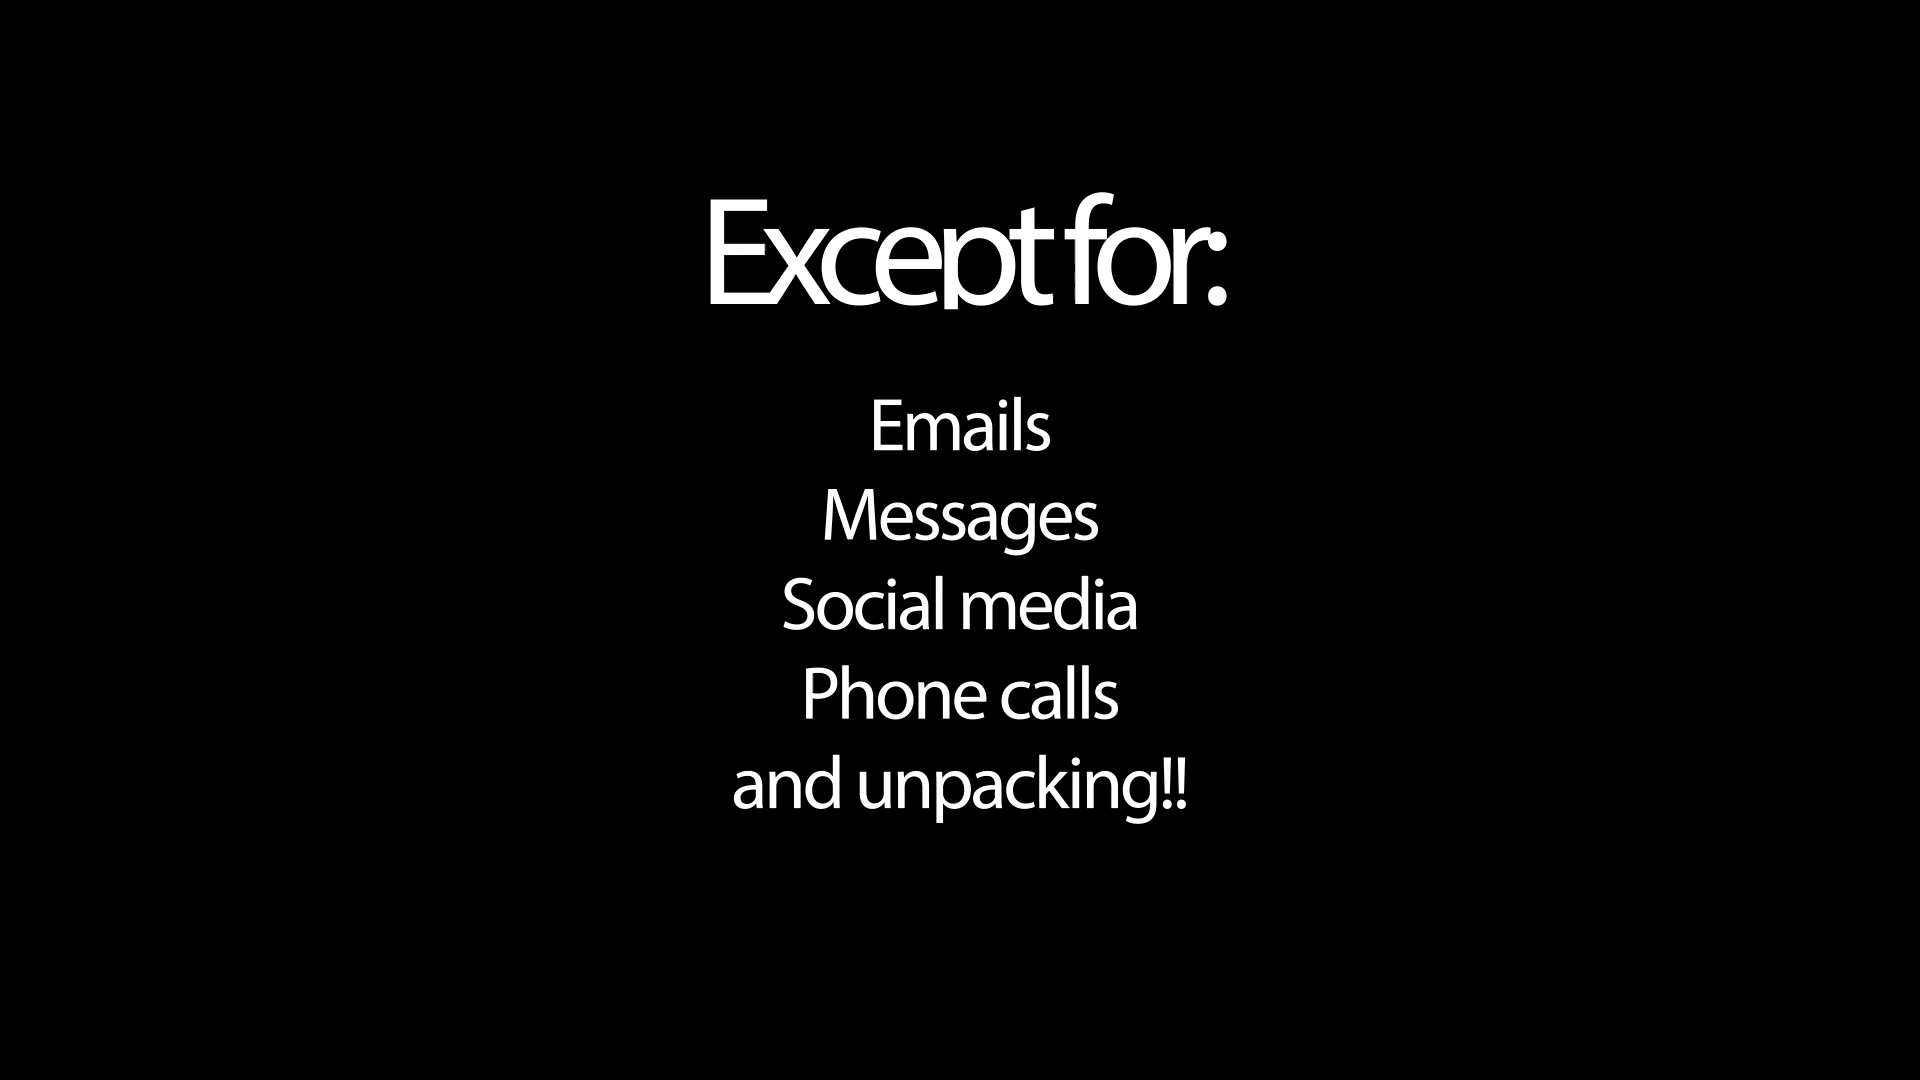 Except for:
Emails
Messages
Social media
Phone calls
and unpacking!!